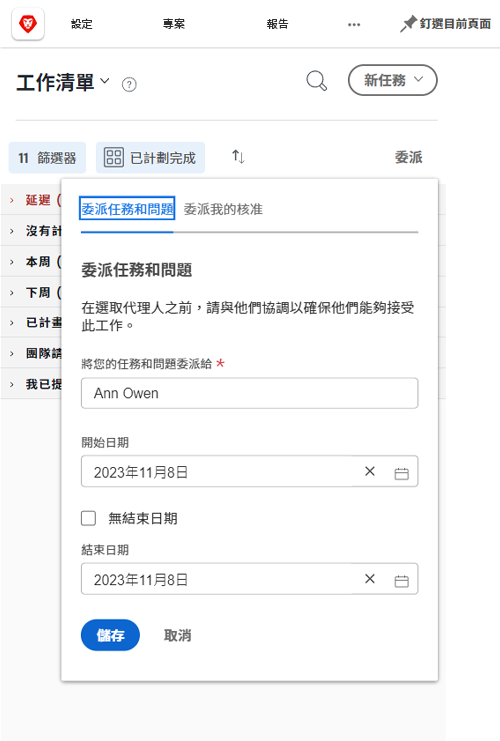 設定 專案 報告 ••• 釘選目前頁面
工作清單 ?
新任務
11 篩選器 已計劃完成 委派
延遲 (
沒有計
本周 (
下周 (
已計畫
團隊請
我已提
委派任務和問題 委派我的核准
委派任務和問題
在選取代理人之前，請與他們協調以確保他們能夠接受
此工作。
將您的任務和問題委派給 *
Ann Owen
開始日期
2023年11月8日
無結束日期
結束日期
2023年11月8日
儲存 取消